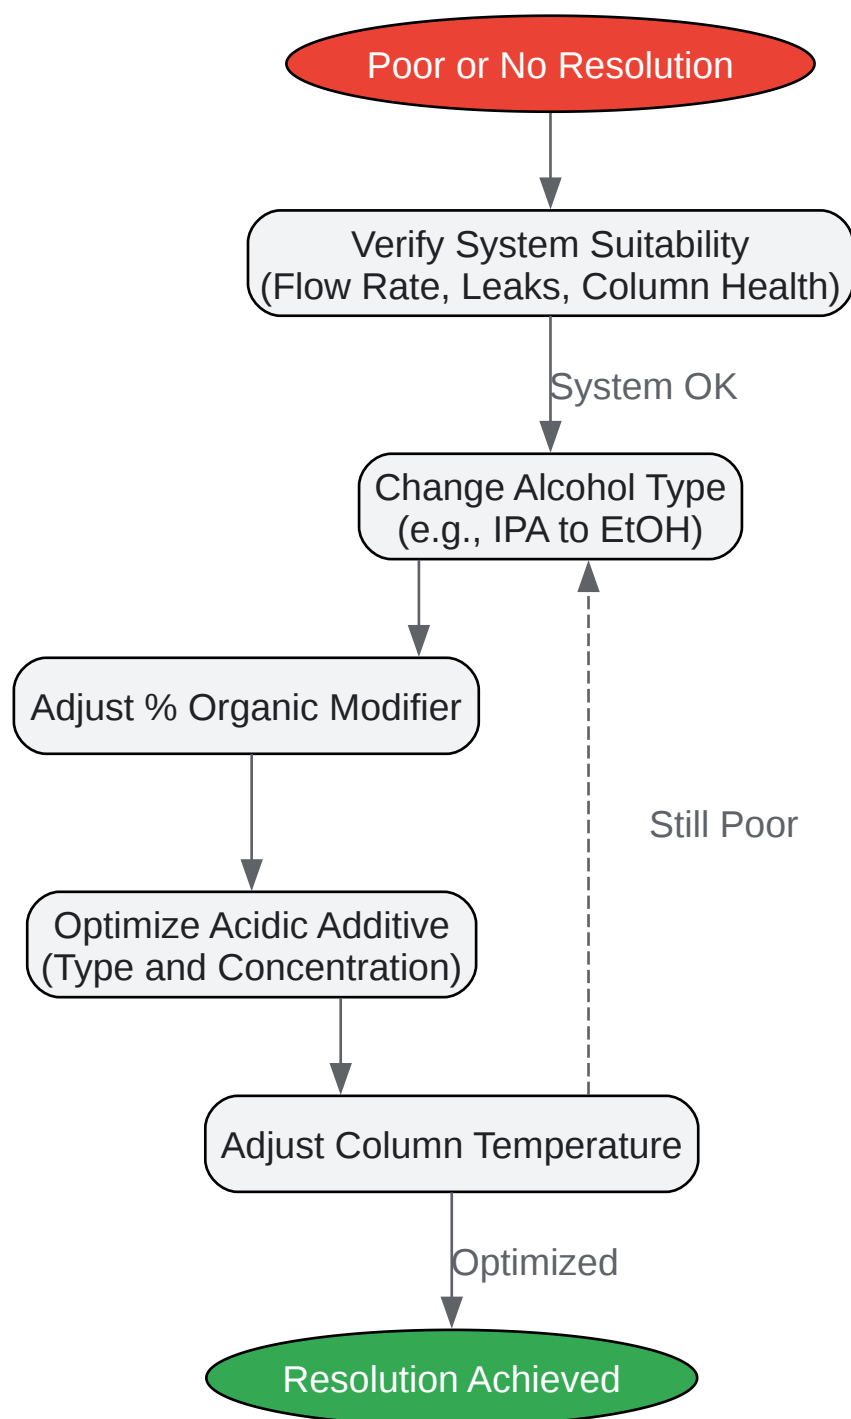 Poor or No Resolution
Verify System Suitability
(Flow Rate, Leaks, Column Health)
System OK
Change Alcohol Type
(e.g., IPA to EtOH)
Adjust % Organic Modifier
Still Poor
Optimize Acidic Additive
(Type and Concentration)
Adjust Column Temperature
Optimized
Resolution Achieved